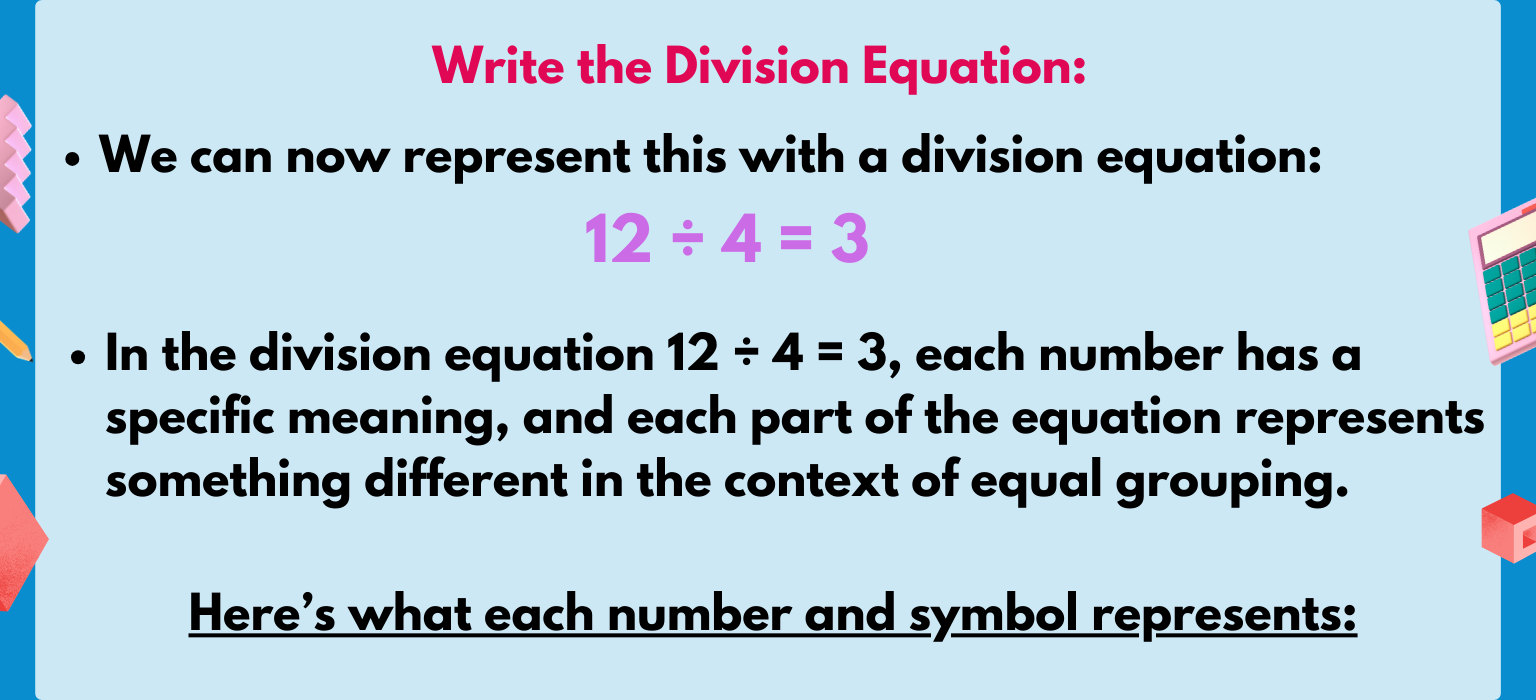 Write the Division Equation:
• We can now represent this with a division equation:
12 ÷ 4 = 3
• In the division equation 12 ÷ 4 = 3, each number has a
specific meaning, and each part of the equation represents
something different in the context of equal grouping.
Here’s what each number and symbol represents: